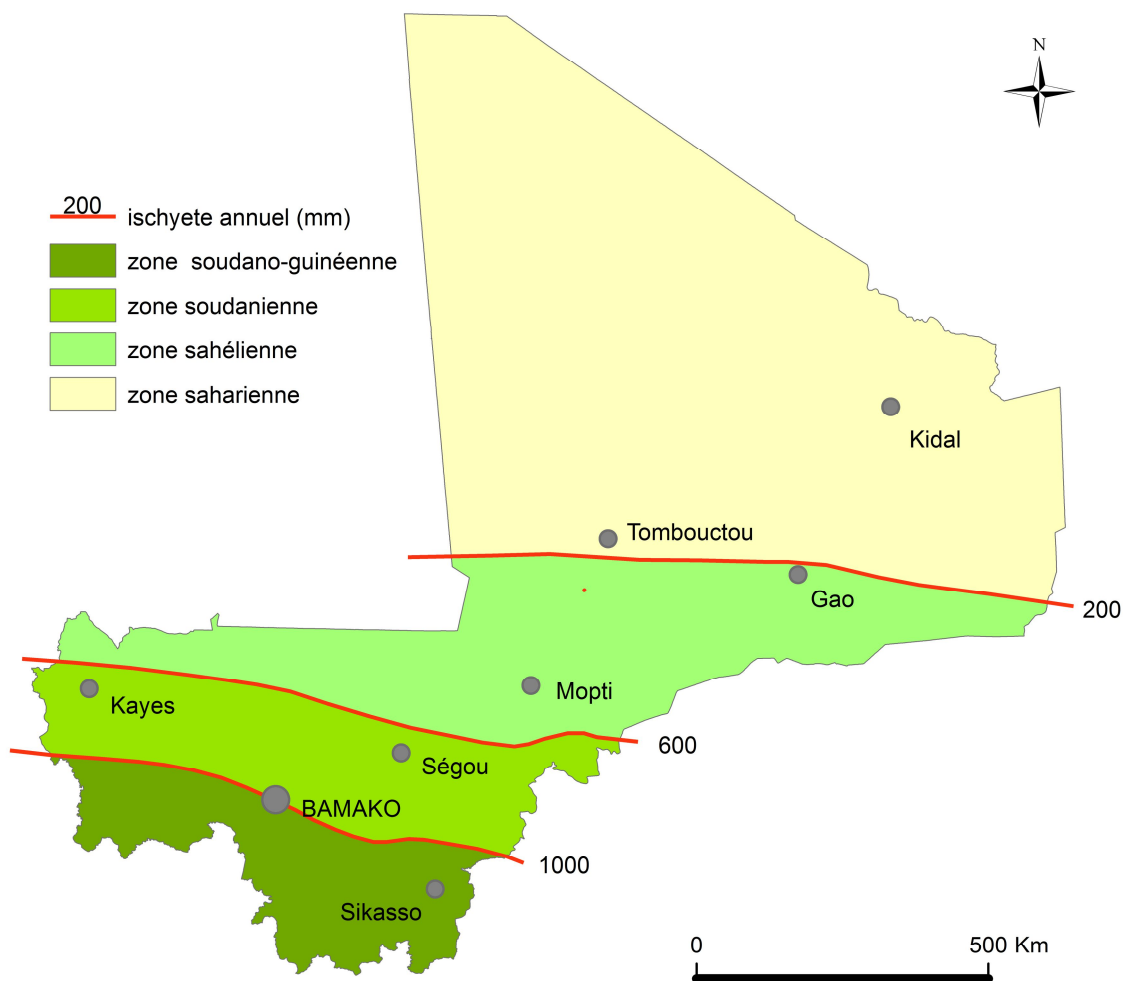 N
200
ischyete annuel (mm)
zone soudano-guinéenne
zone soudanienne
zone sahélienne
zone saharienne
Kidal
Tombouctou
Gao
200
Mopti
Kayes
600
Ségou
BAMAKO
1000
Sikasso
0 500 Km